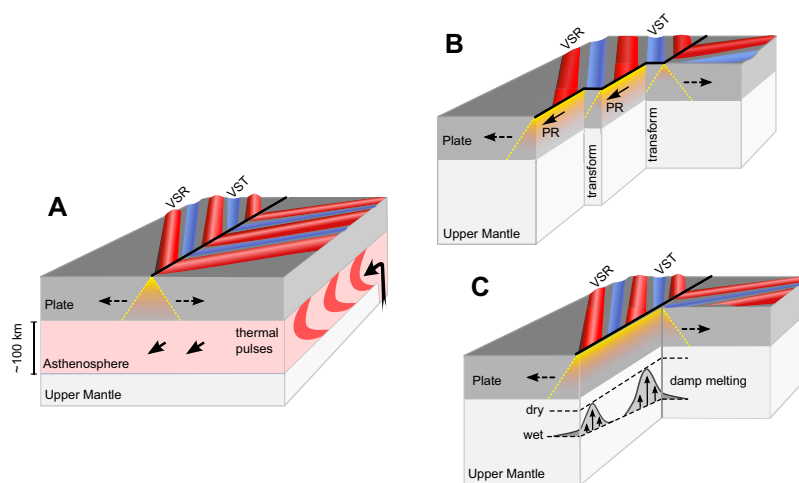 A
VSR
VST
Plate
thermal
pulses
~100 km
Asthenosphere
Upper Mantle
B
VSR
VST
PR
PR
Plate
transform
transform
Upper Mantle
C
VSR
VST
Plate
damp melting
dry
wet
Upper Mantle